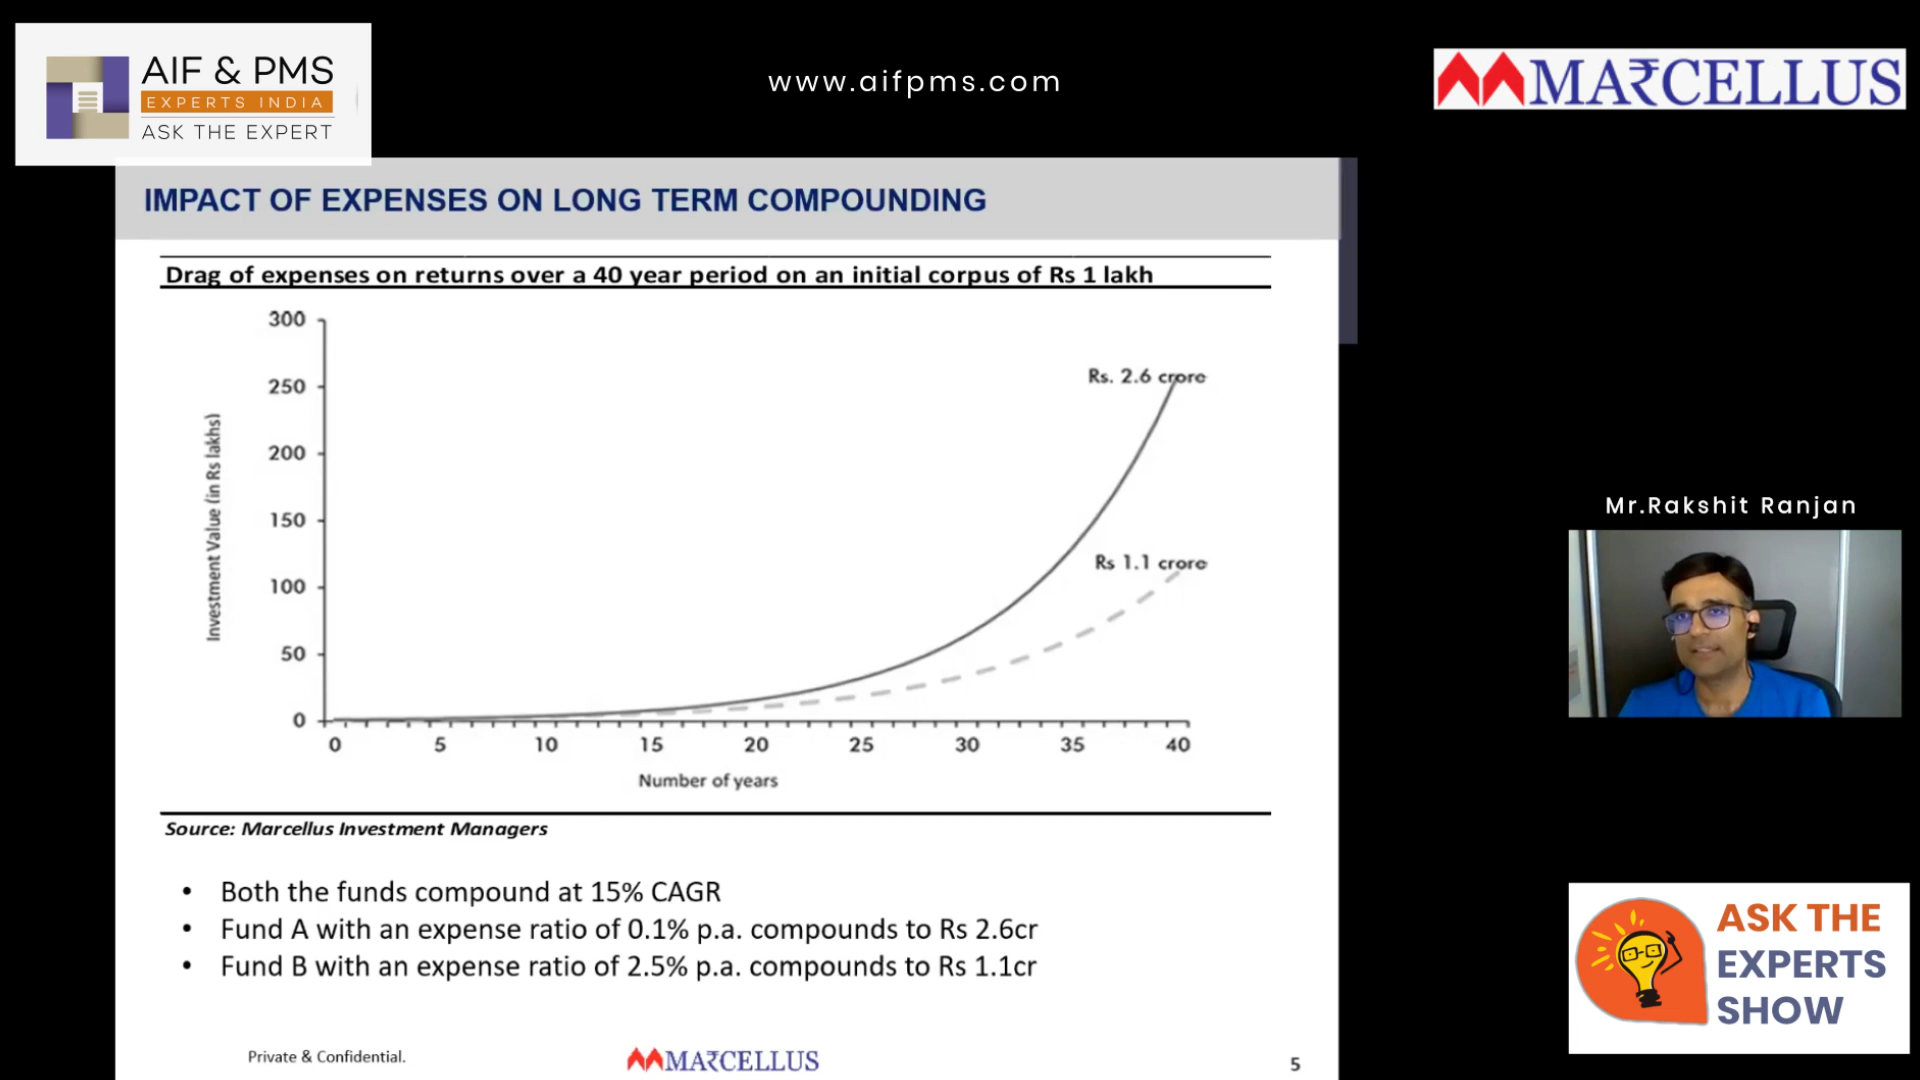 AIF & PMS
EXPERTS INDIA
ASK THE EXPERT
www.aifpms.com
MA₹CELLUS
IMPACT OF EXPENSES ON LONG TERM COMPOUNDING
Drag of expenses on returns over a 40 year period on an initial corpus of Rs 1 lakh
300
250
200
150
100
50
0
Investment Value (in Rs lakhs)
Rs. 2.6 crore
Rs 1.1 crore
0 5 10 15 20 25 30 35 40
Number of years
Source: Marcellus Investment Managers
• Both the funds compound at 15% CAGR
• Fund A with an expense ratio of 0.1% p.a. compounds to Rs 2.6cr
• Fund B with an expense ratio of 2.5% p.a. compounds to Rs 1.1cr
Private & Confidential.
MA₹CELLUS
5
Mr.Rakshit Ranjan
ASK THE
EXPERTS
SHOW